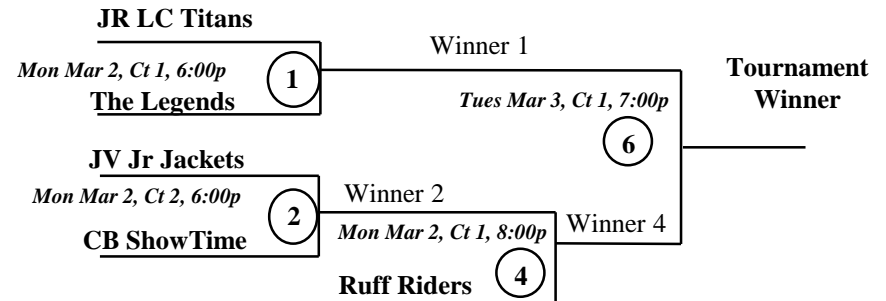 JR LC Titans
Winner 1
Mon Mar 2, Ct 1, 6:00p
1
The Legends
Tournament
Winner
Tues Mar 3, Ct 1, 7:00p
6
JV Jr Jackets
Mon Mar 2, Ct 2, 6:00p
2
Winner 2
CB ShowTime
Mon Mar 2, Ct 1, 8:00p
Winner 4
4
Ruff Riders